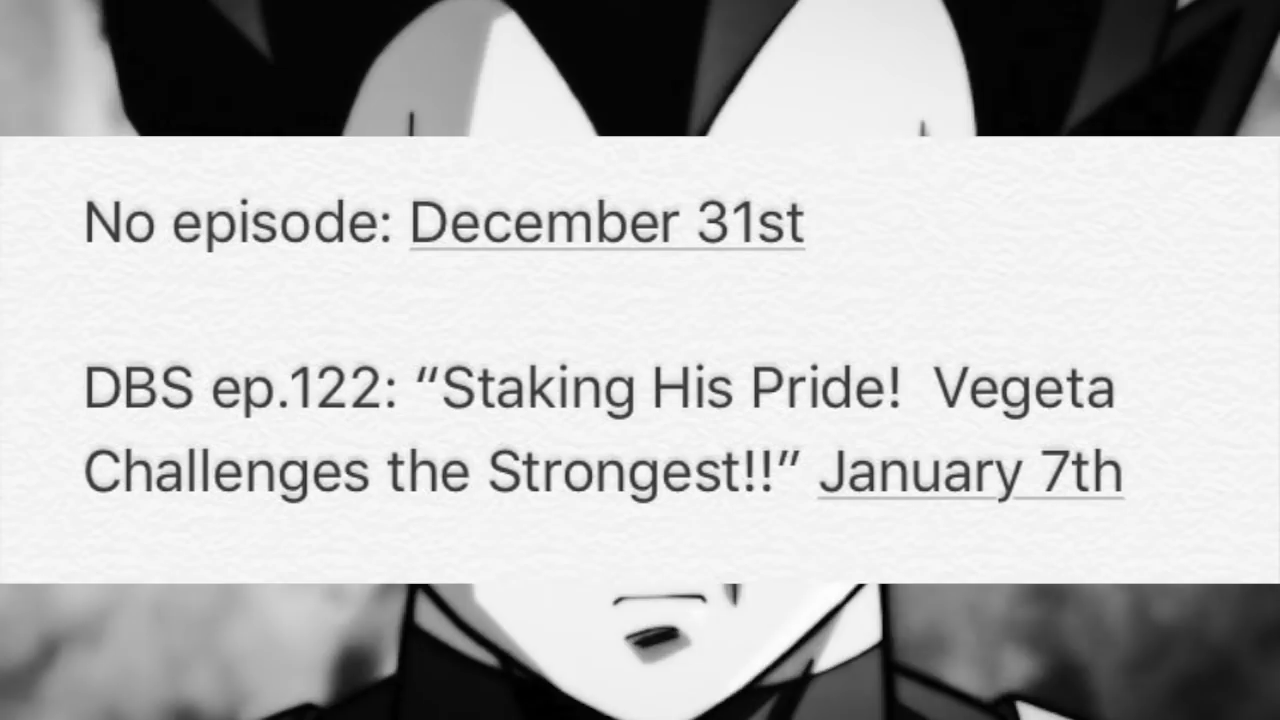 No episode: December 31st
DBS ep.122: “Staking His Pride!  Vegeta
Challenges the Strongest!!” January 7th